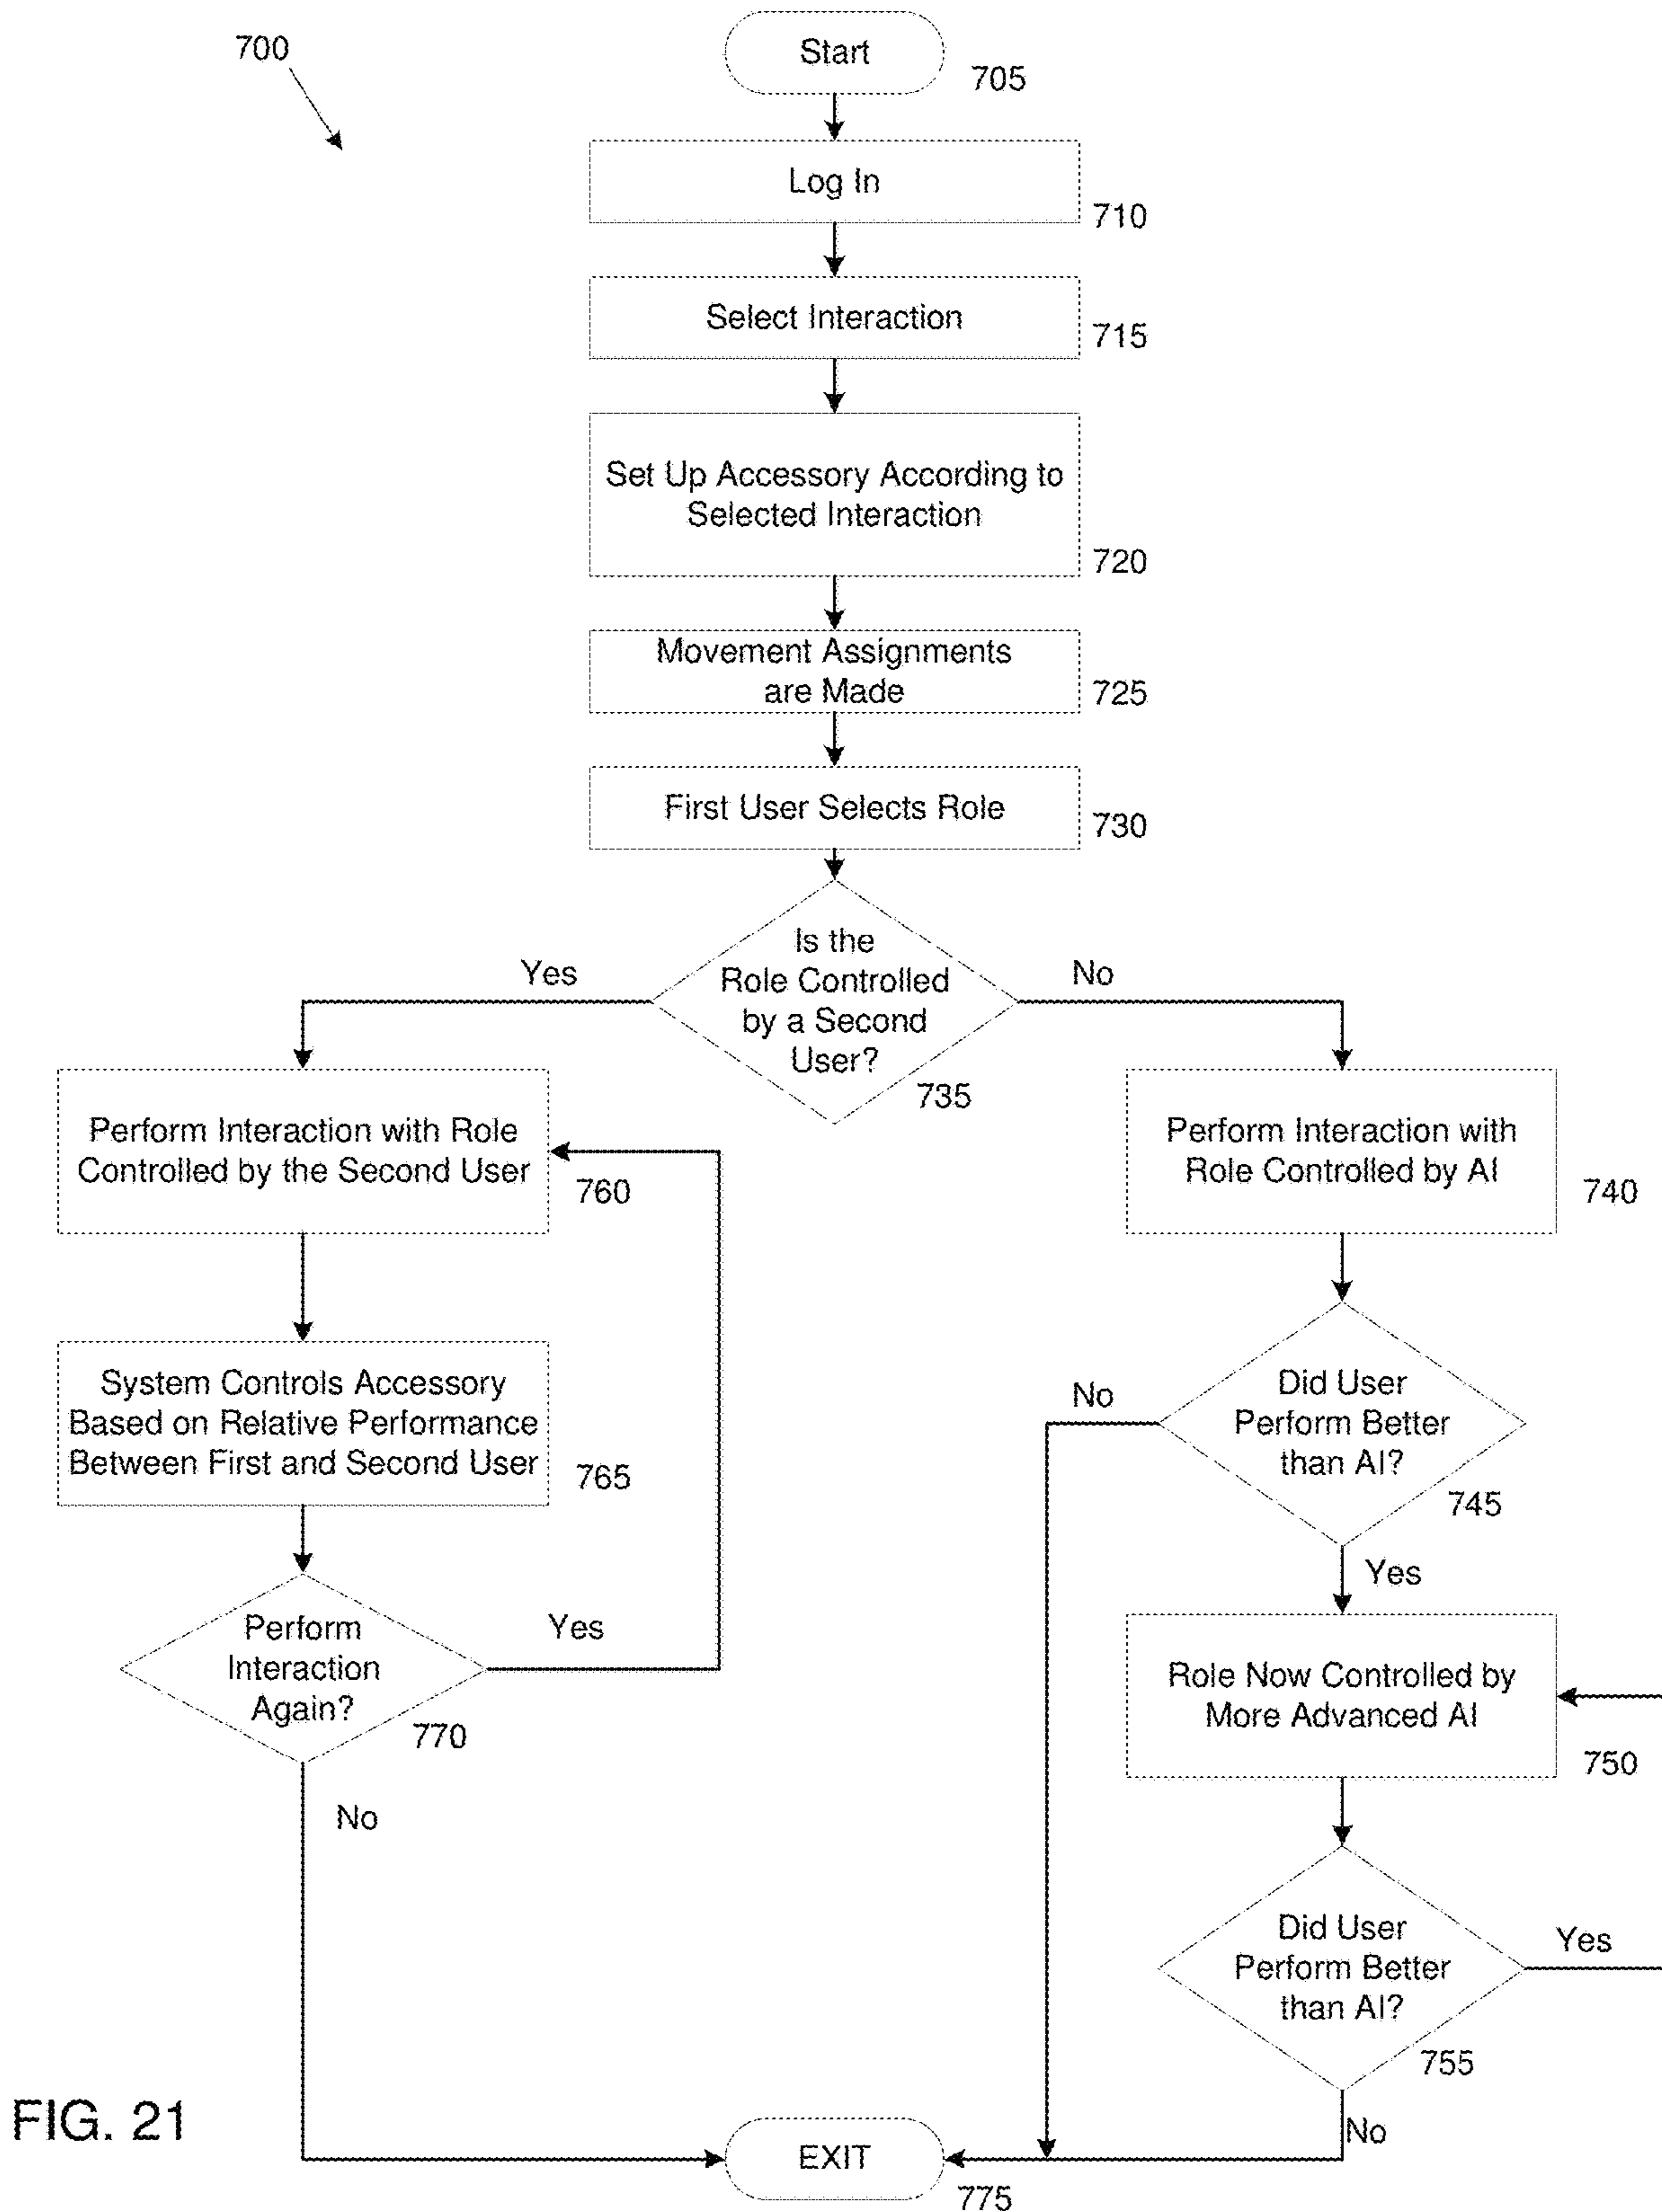 700
Start
705
Log In
710
Select Interaction
715
Set Up Accessory According to
Selected Interaction
720
Movement Assignments
are Made
725
First User Selects Role
730
Is the
Role Controlled
by a Second
User?
735
Yes
No
Perform Interaction with Role
Controlled by the Second User
760
Perform Interaction with
Role Controlled by AI
740
System Controls Accessory
Based on Relative Performance
Between First and Second User
765
Did User
Perform Better
than AI?
745
No
Yes
Perform
Interaction
Again?
770
Yes
No
Role Now Controlled by
More Advanced AI
750
Did User
Perform Better
than AI?
755
Yes
No
EXIT
775
FIG. 21